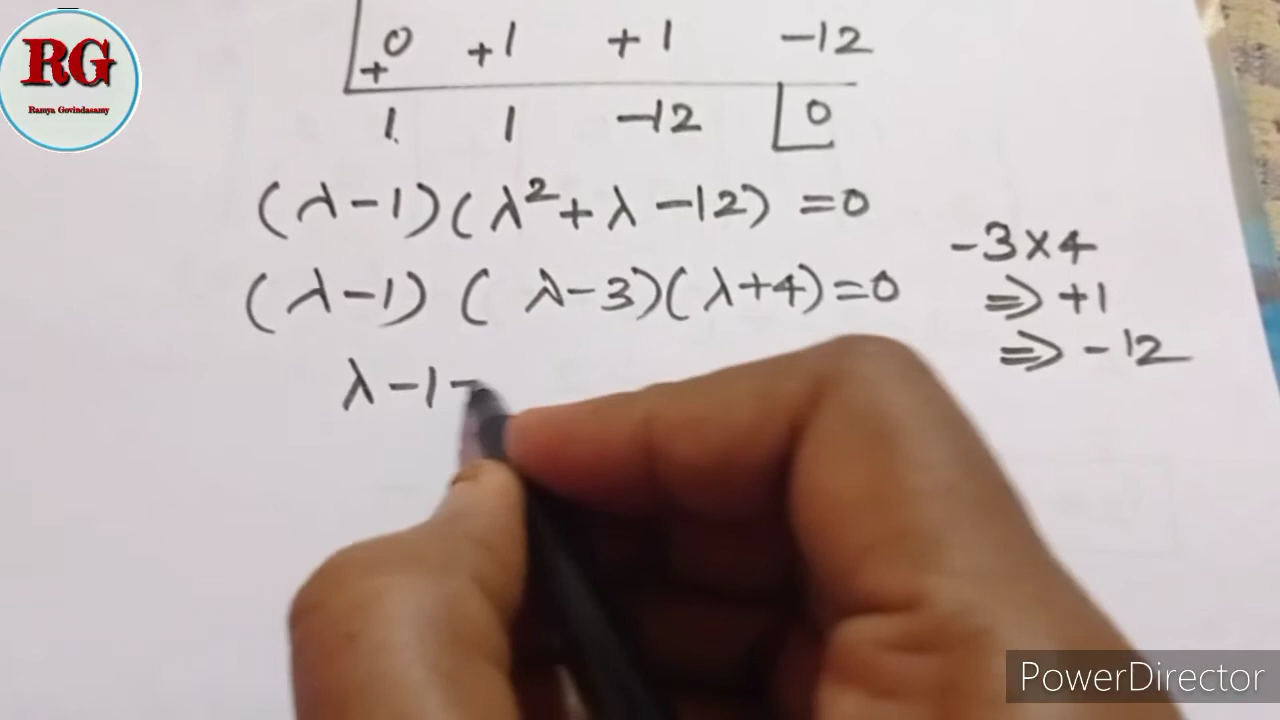 RG
Ramya Govindasamy
0 +1 +1 -12
+
1 1 -12 0
(λ-1)(λ²+λ-12) =0
(λ-1) (λ-3)(λ+4)=0
λ-1-
-3×4
⇒ +1
⇒ -12
PowerDirector